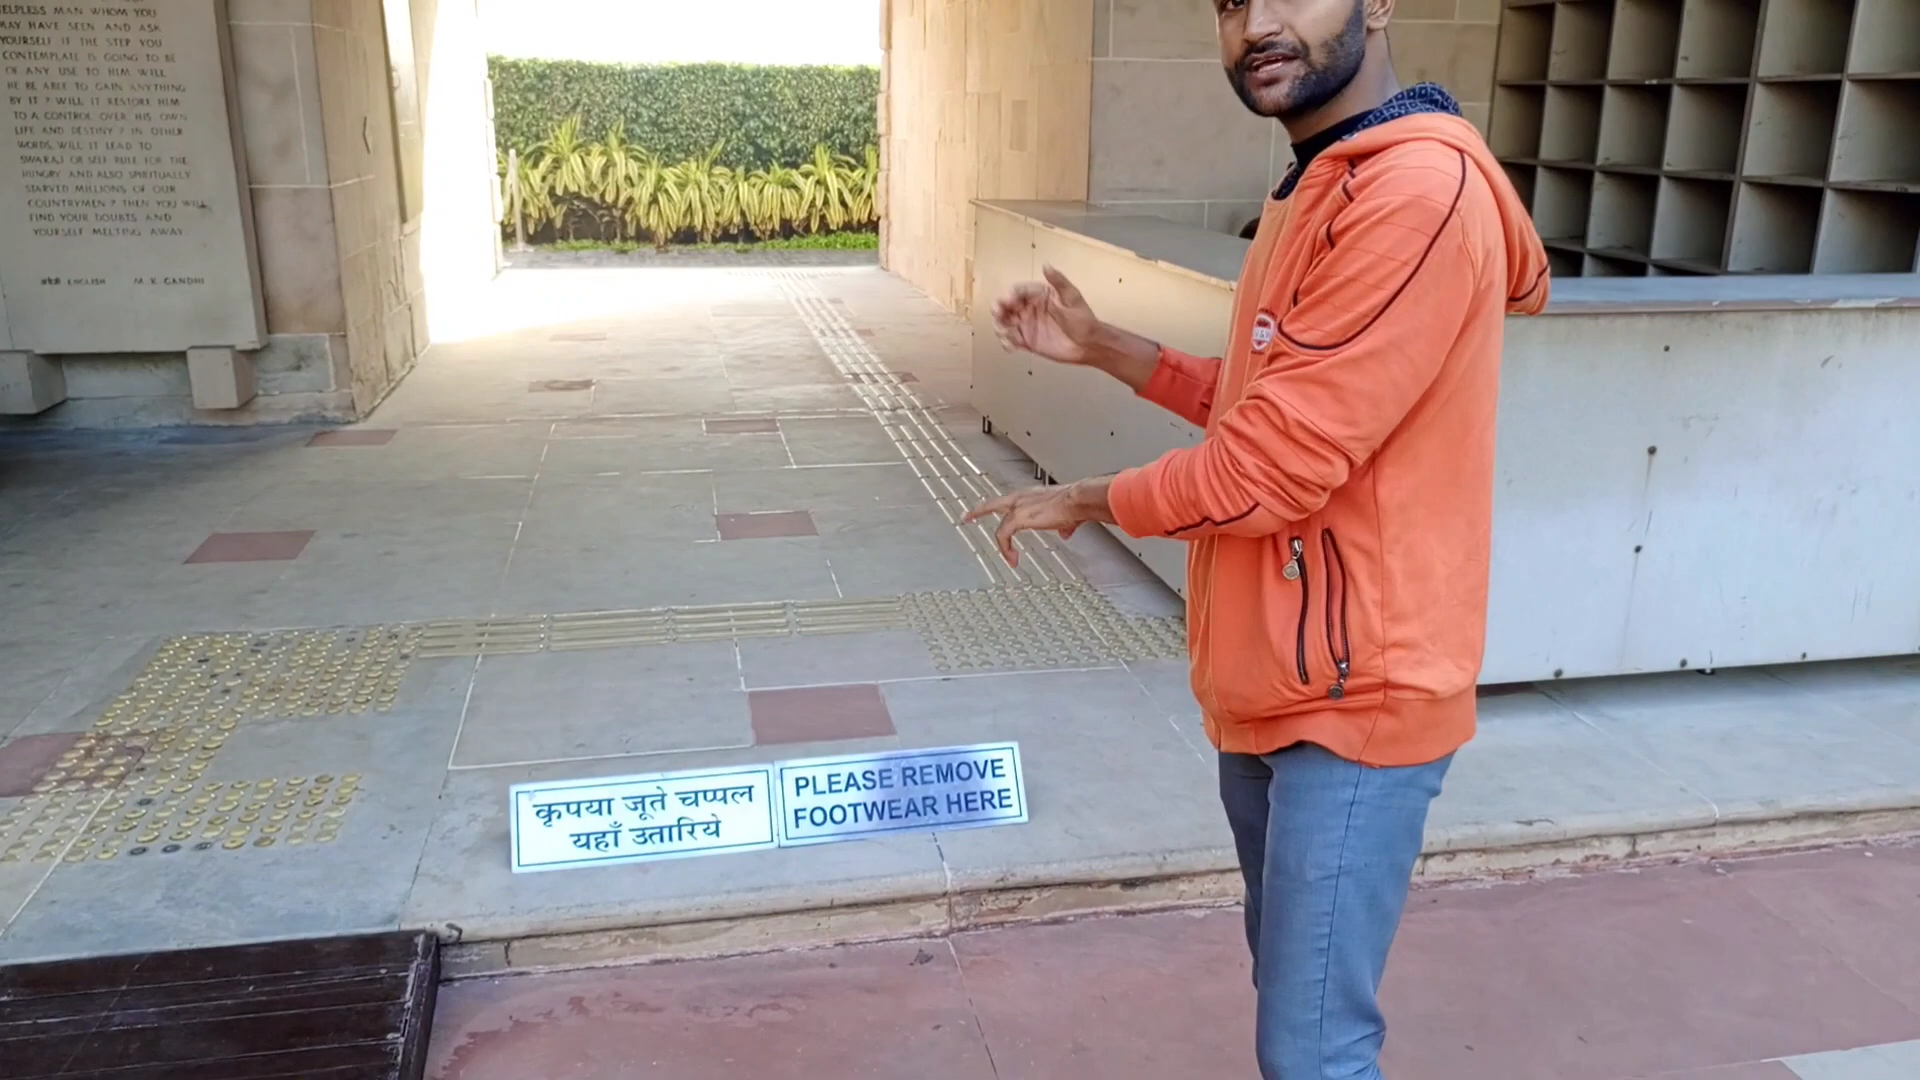 HELPLESS MAN WHOM YOU
MAY HAVE SEEN AND ASK
YOURSELF IF THE STEP YOU
CONTEMPLATE IS GOING TO BE
OF ANY USE TO HIM WILL
HE BE ABLE TO GAIN ANYTHING
BY IT ? WILL IT RESTORE HIM
TO A CONTROL OVER HIS OWN
LIFE AND DESTINY ? IN OTHER
WORDS, WILL IT LEAD TO
SWARAJ OR SELF RULE FOR THE
HUNGRY AND ALSO SPIRITUALLY
STARVED MILLIONS OF OUR
COUNTRYMEN ? THEN YOU WILL
FIND YOUR DOUBTS AND
YOURSELF MELTING AWAY
अंग्रेज़ी ENGLISH M. K. GANDHI
कृपया जूते चप्पल
यहाँ उतारिये
PLEASE REMOVE
FOOTWEAR HERE